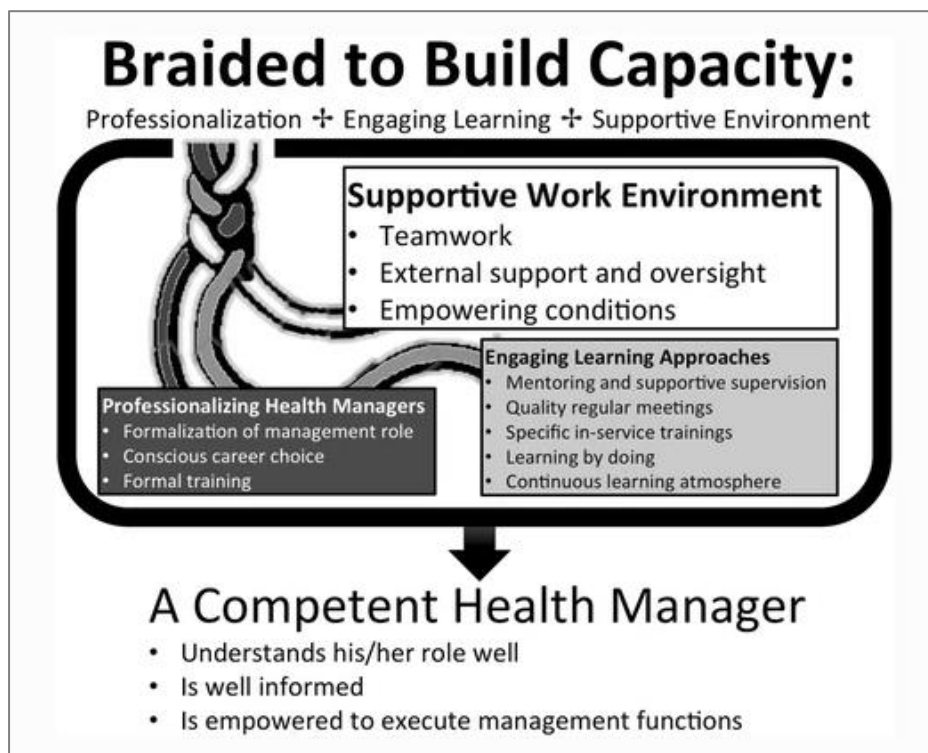 Braided to Build Capacity:
Professionalization ✢ Engaging Learning ✢ Supportive Environment
Supportive Work Environment
• Teamwork
• External support and oversight
• Empowering conditions
Professionalizing Health Managers
• Formalization of management role
• Conscious career choice
• Formal training
Engaging Learning Approaches
• Mentoring and supportive supervision
• Quality regular meetings
• Specific in-service trainings
• Learning by doing
• Continuous learning atmosphere
A Competent Health Manager
• Understands his/her role well
• Is well informed
• Is empowered to execute management functions